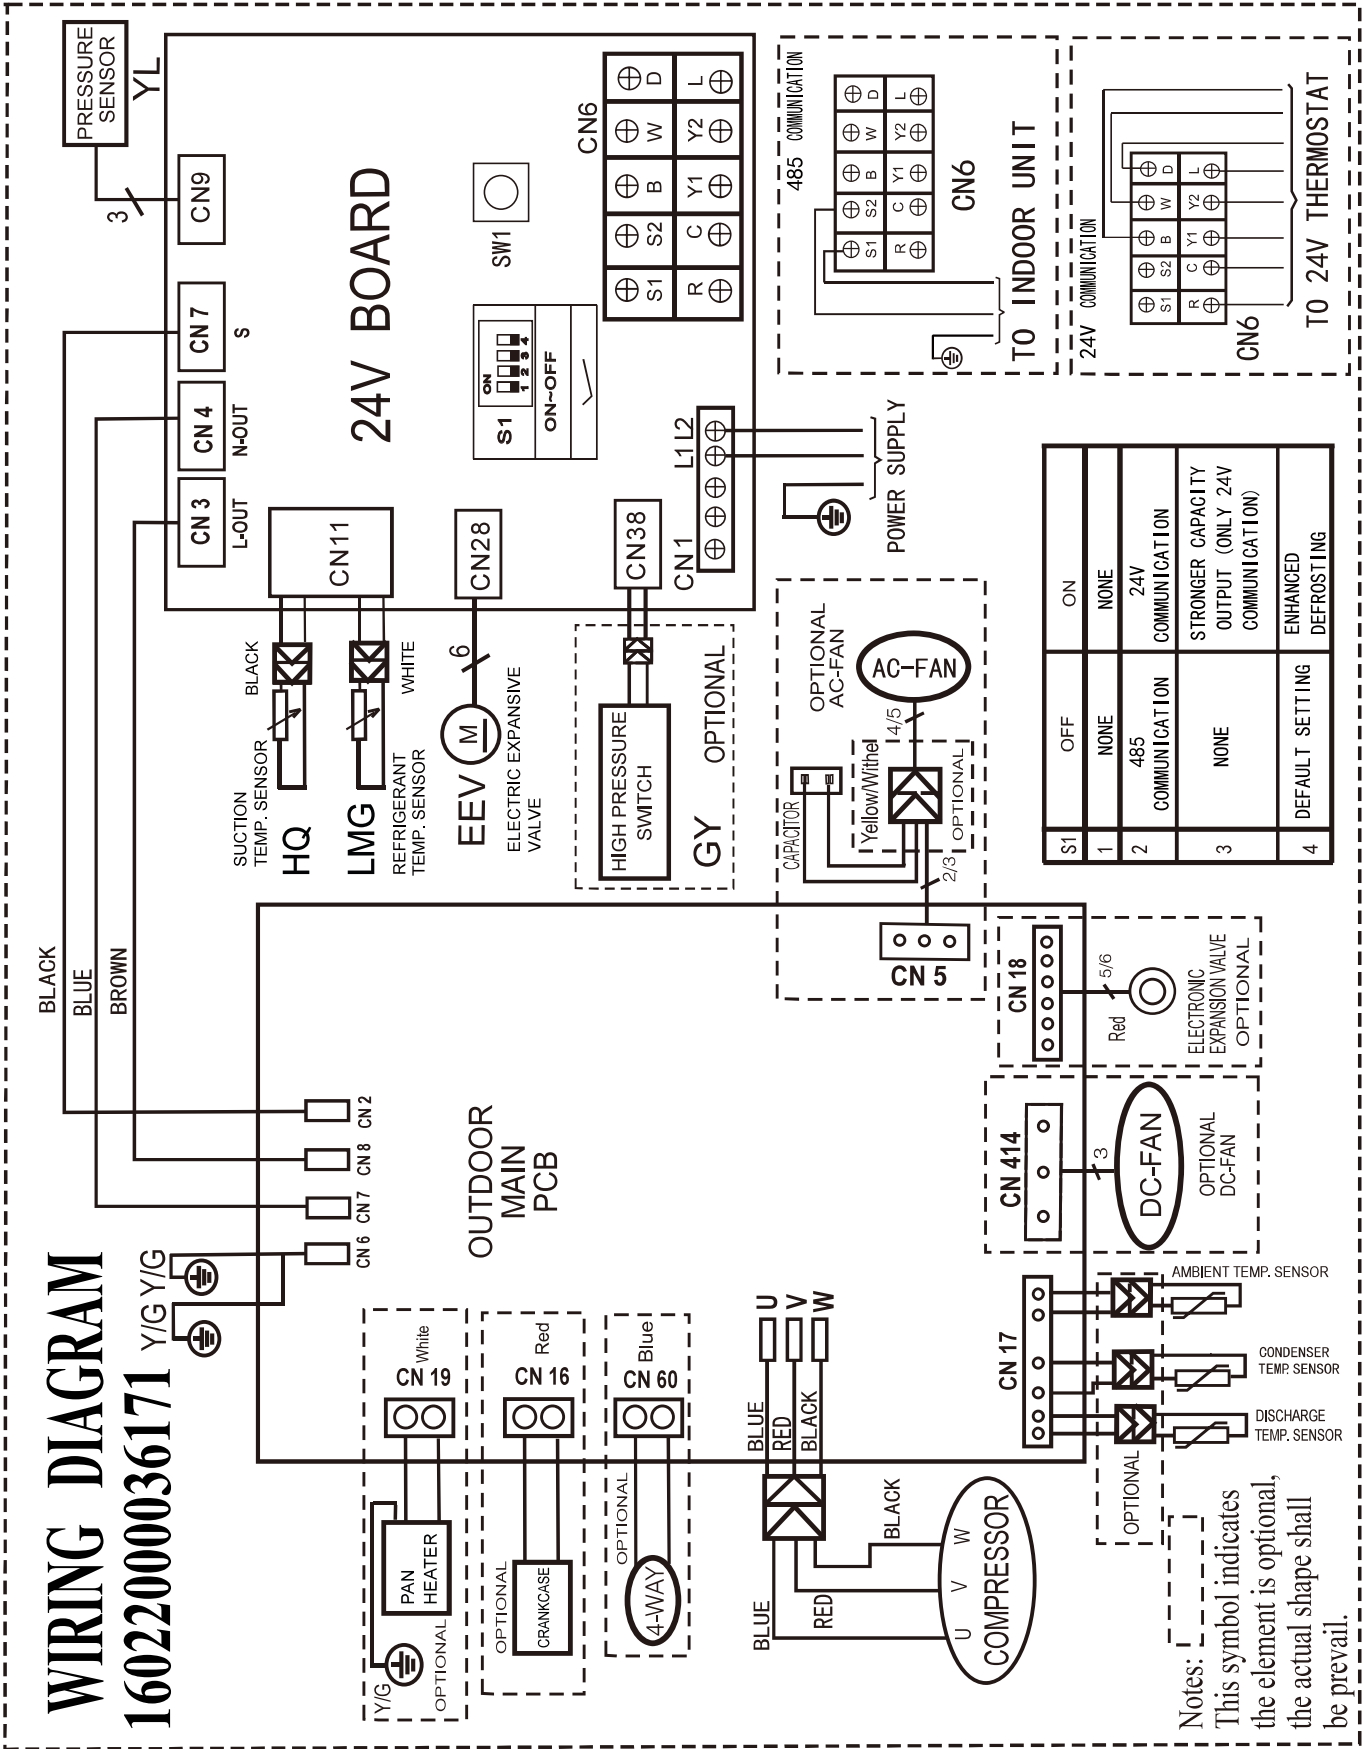 WIRING DIAGRAM
16022000036171
PRESSURE
SENSOR
YL
3
CN9
CN 7
S
CN 4
N-OUT
CN 3
L-OUT
24V BOARD
CN11
CN28
CN38
SW1
ON
1 2 3 4
S1
ON~OFF
CN6
S1 S2 B W D
R C Y1 Y2 L
CN1
L1 L2
POWER SUPPLY
485 COMMUNICATION
S1 S2 B W D
R C Y1 Y2 L
CN6
TO INDOOR UNIT
24V COMMUNICATION
S1 S2 B W D
R C Y1 Y2 L
CN6
TO 24V THERMOSTAT
BLACK
SUCTION
TEMP. SENSOR
HQ
WHITE
LMG
REFRIGERANT
TEMP. SENSOR
6
M
EEV
ELECTRIC EXPANSIVE
VALVE
HIGH PRESSURE
SWITCH
GY
OPTIONAL
OPTIONAL
AC-FAN
AC-FAN
4/5
Yellow/Withe
OPTIONAL
CAPACITOR
2/3
CN 5
S1 OFF ON
1 NONE NONE
2 485
COMMUNICATION
24V
COMMUNICATION
3 NONE
STRONGER CAPACITY
OUTPUT (ONLY 24V
COMMUNICATION)
4 DEFAULT SETTING
ENHANCED
DEFROSTING
BLACK
BLUE
BROWN
CN 2
CN 8
CN 7
CN 6
Y/G Y/G
OUTDOOR
MAIN
PCB
CN 18
5/6
Red
ELECTRONIC
EXPANSION VALVE
OPTIONAL
CN 414
3
DC-FAN
OPTIONAL
DC-FAN
CN 17
AMBIENT TEMP. SENSOR
CONDENSER
TEMP. SENSOR
DISCHARGE
TEMP. SENSOR
OPTIONAL
White
CN 19
PAN
HEATER
Y/G
OPTIONAL
Red
CN 16
CRANKCASE
OPTIONAL
Blue
CN 60
4-WAY
OPTIONAL
U
V
W
BLUE
RED
BLACK
BLUE
RED
BLACK
U V W
COMPRESSOR
Notes:
This symbol indicates
the element is optional,
the actual shape shall
be prevail.